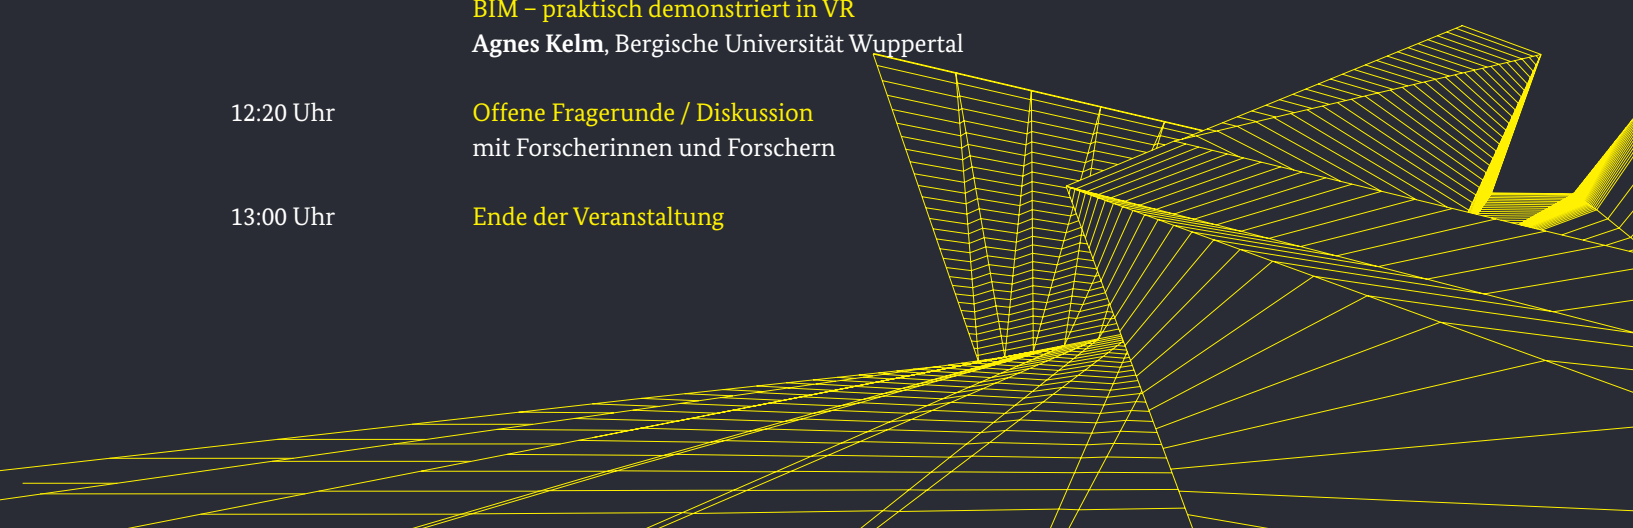 BIM – praktisch demonstriert in VR
Agnes Kelm, Bergische Universität Wuppertal
12:20 Uhr Offene Fragerunde / Diskussion
mit Forscherinnen und Forschern
13:00 Uhr Ende der Veranstaltung